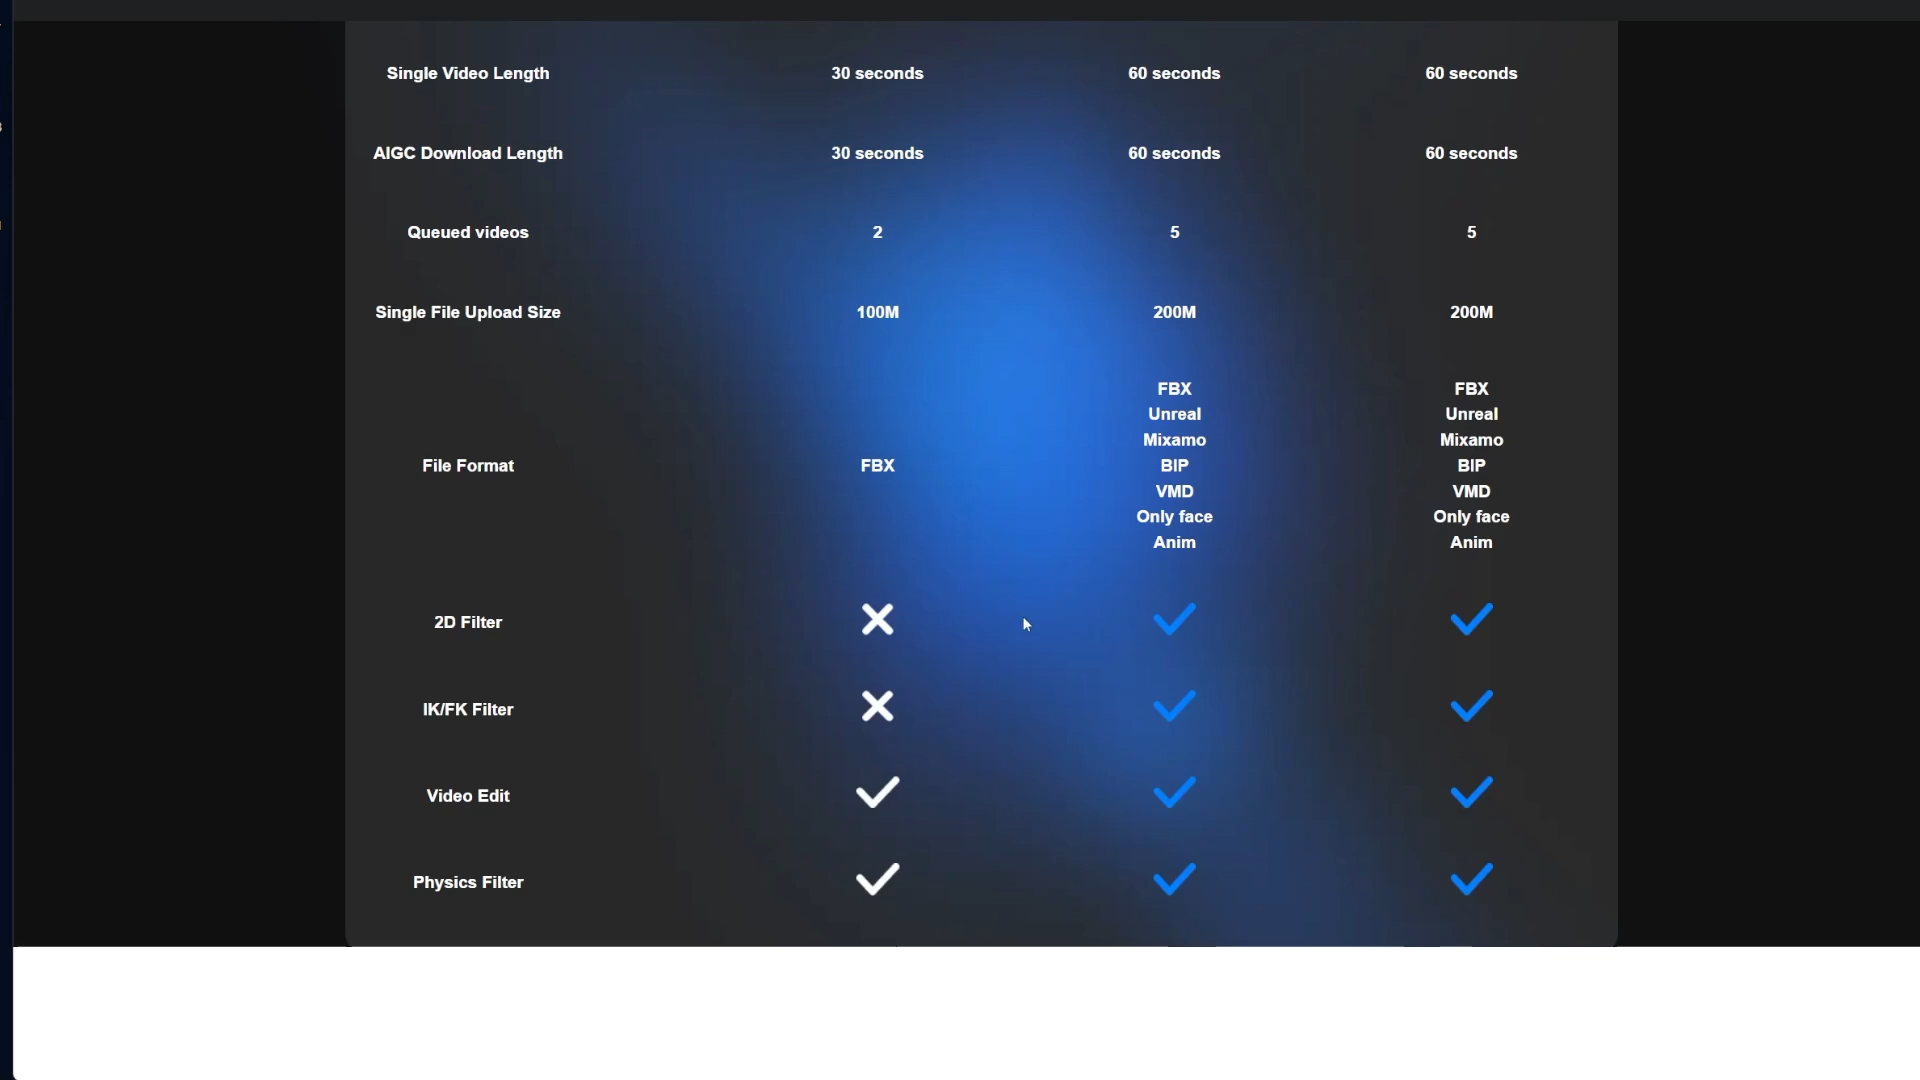 Single Video Length 30 seconds 60 seconds 60 seconds
AIGC Download Length 30 seconds 60 seconds 60 seconds
Queued videos 2 5 5
Single File Upload Size 100M 200M 200M
FBX FBX
Unreal Unreal
Mixamo Mixamo
File Format FBX BIP BIP
VMD VMD
Only face Only face
Anim Anim
2D Filter
IK/FK Filter
Video Edit
Physics Filter